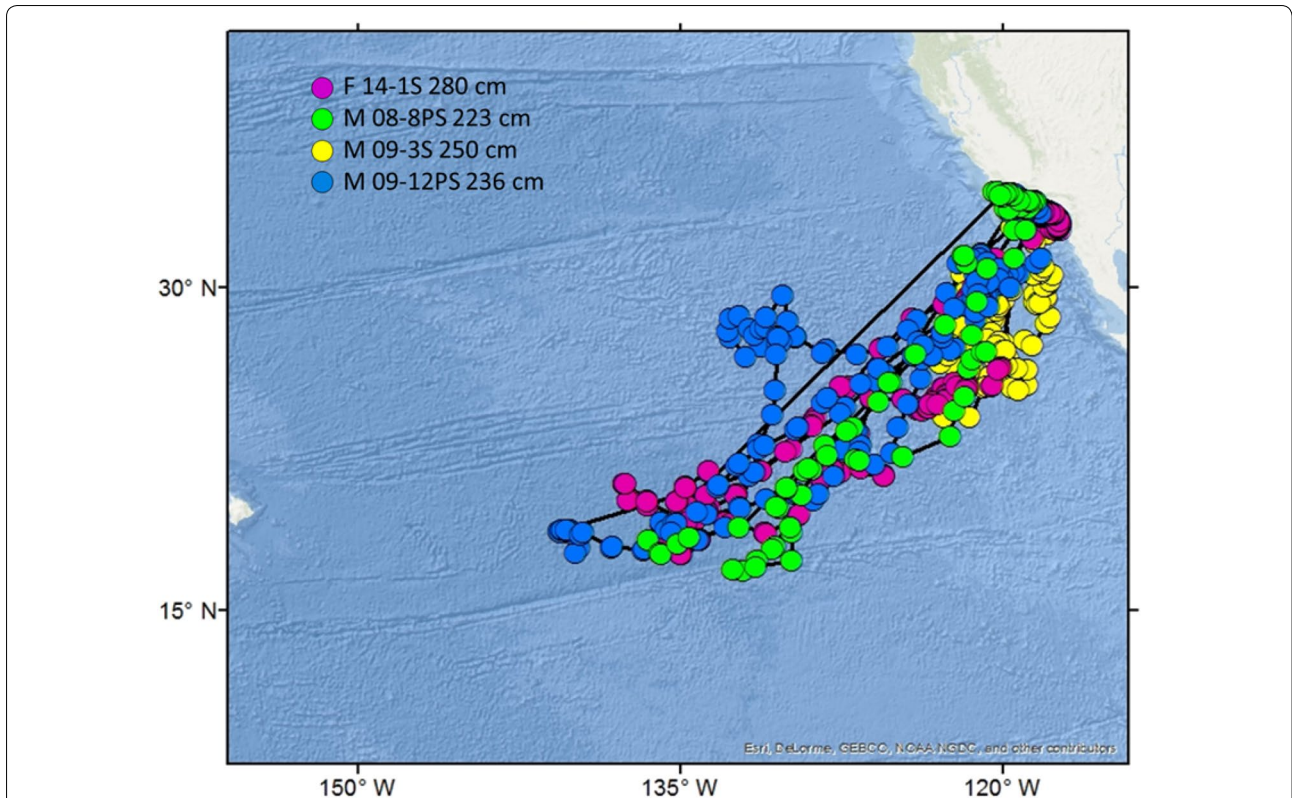 F 14-1S 280 cm
M 08-8PS 223 cm
M 09-3S 250 cm
M 09-12PS 236 cm
30° N
15° N
Esri, DeLorme, GEBCO, NOAA NGDC, and other contributors
150° W 135° W 120° W